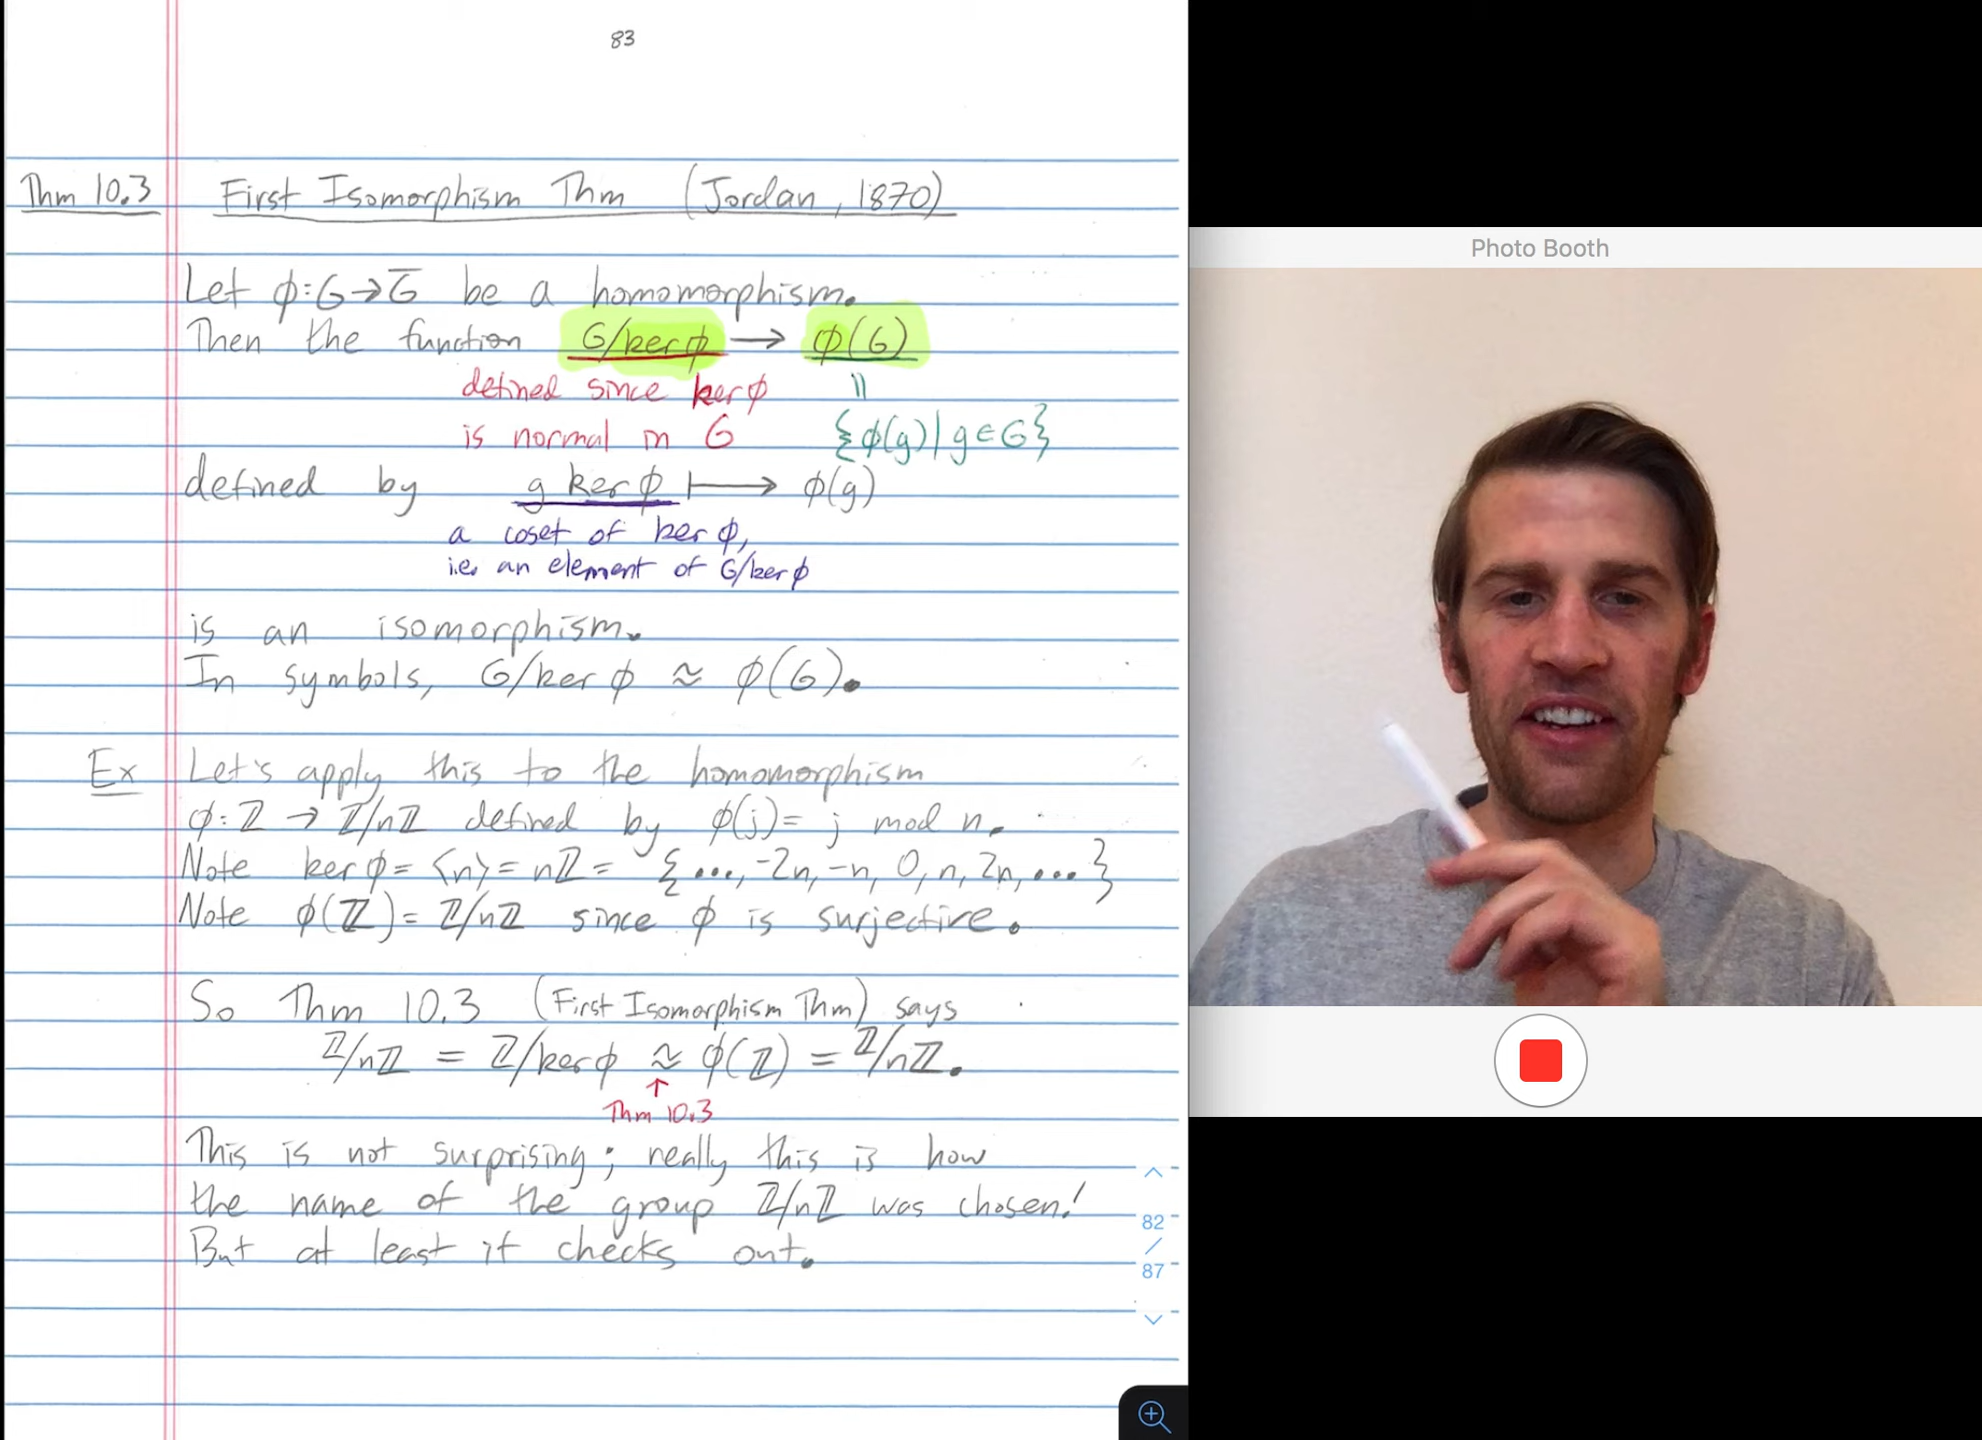 83
Thm 10.3 First Isomorphism Thm (Jordan, 1870)
Let ϕ:G→G̅ be a homomorphism.
Then the function G/ker ϕ → ϕ(G)
defined since ker ϕ =
is normal in G {ϕ(g) | g ∈ G}
defined by g ker ϕ ↦ ϕ(g)
a coset of ker ϕ,
i.e. an element of G/ker ϕ
is an isomorphism.
In symbols, G/ker ϕ ≈ ϕ(G).
Ex Let's apply this to the homomorphism
ϕ: ℤ → ℤ/nℤ defined by ϕ(j) = j mod n.
Note ker ϕ = ⟨n⟩ = nℤ = {..., -2n, -n, 0, n, 2n, ...}
Note ϕ(ℤ) = ℤ/nℤ since ϕ is surjective.
So Thm 10.3 (First Isomorphism Thm) says
ℤ/nℤ = ℤ/ker ϕ ≈ ϕ(ℤ) = ℤ/nℤ.
↑
Thm 10.3
This is not surprising; really this is how
the name of the group ℤ/nℤ was chosen!
But at least it checks out.
82
/
87
Photo Booth